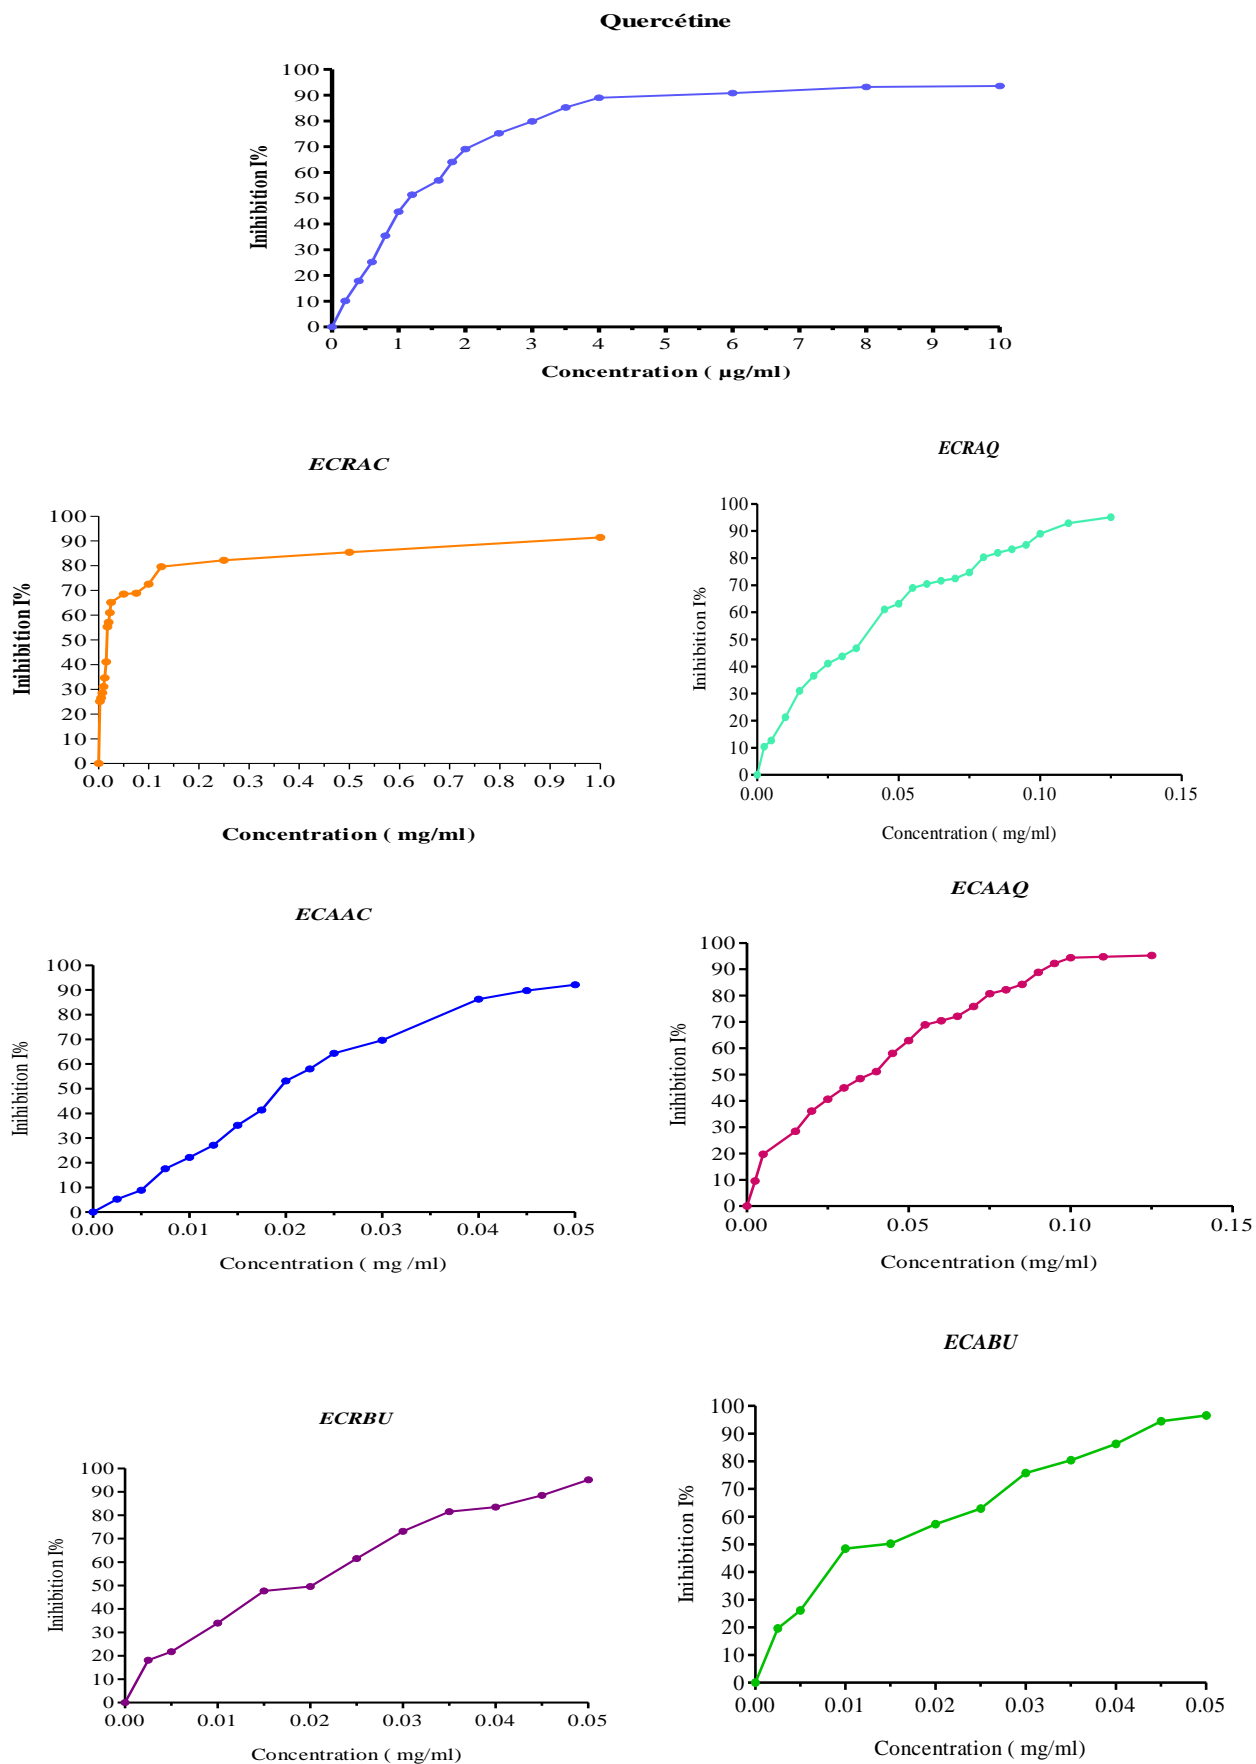 Quercétine
100
90
80
70
60
50
40
30
20
10
0
Inihibition I%
0 1 2 3 4 5 6 7 8 9 10
Concentration ( µg/ml)
ECRAC
100
90
80
70
60
50
40
30
20
10
0
Inihibition I%
0.0 0.1 0.2 0.3 0.4 0.5 0.6 0.7 0.8 0.9 1.0
Concentration ( mg/ml)
ECRAQ
100
90
80
70
60
50
40
30
20
10
0
Inihibition I%
0.00 0.05 0.10 0.15
Concentration ( mg/ml)
ECAAC
100
90
80
70
60
50
40
30
20
10
0
Inihibition I%
0.00 0.01 0.02 0.03 0.04 0.05
Concentration ( mg /ml)
ECAAQ
100
90
80
70
60
50
40
30
20
10
0
Inihibition I%
0.00 0.05 0.10 0.15
Concentration (mg/ml)
ECRBU
100
90
80
70
60
50
40
30
20
10
0
Inihibition I%
0.00 0.01 0.02 0.03 0.04 0.05
Concentration ( mg/ml)
ECABU
100
90
80
70
60
50
40
30
20
10
0
Inihibition I%
0.00 0.01 0.02 0.03 0.04 0.05
Concentration ( mg/ml)